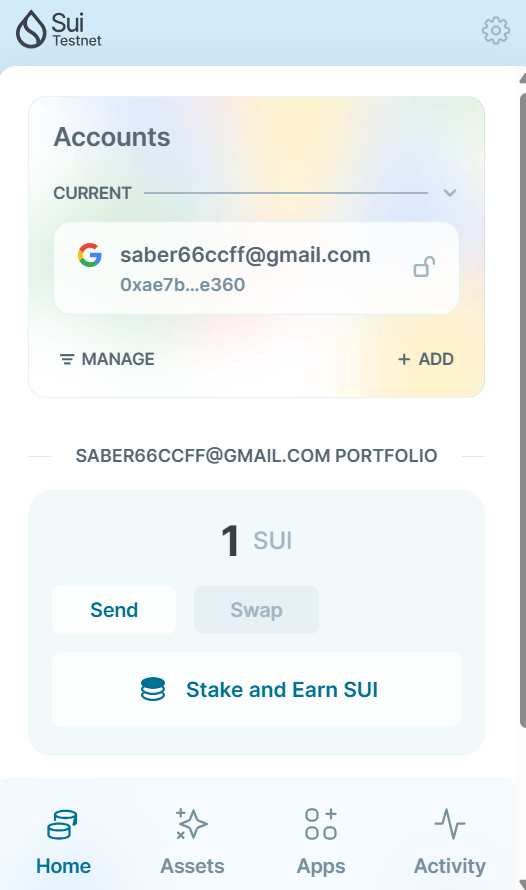 Sui
Testnet
Accounts
CURRENT
saber66ccff@gmail.com
0xae7b...e360
MANAGE
+ ADD
SABER66CCFF@GMAIL.COM PORTFOLIO
1 SUI
Send
Swap
Stake and Earn SUI
Home
Assets
Apps
Activity